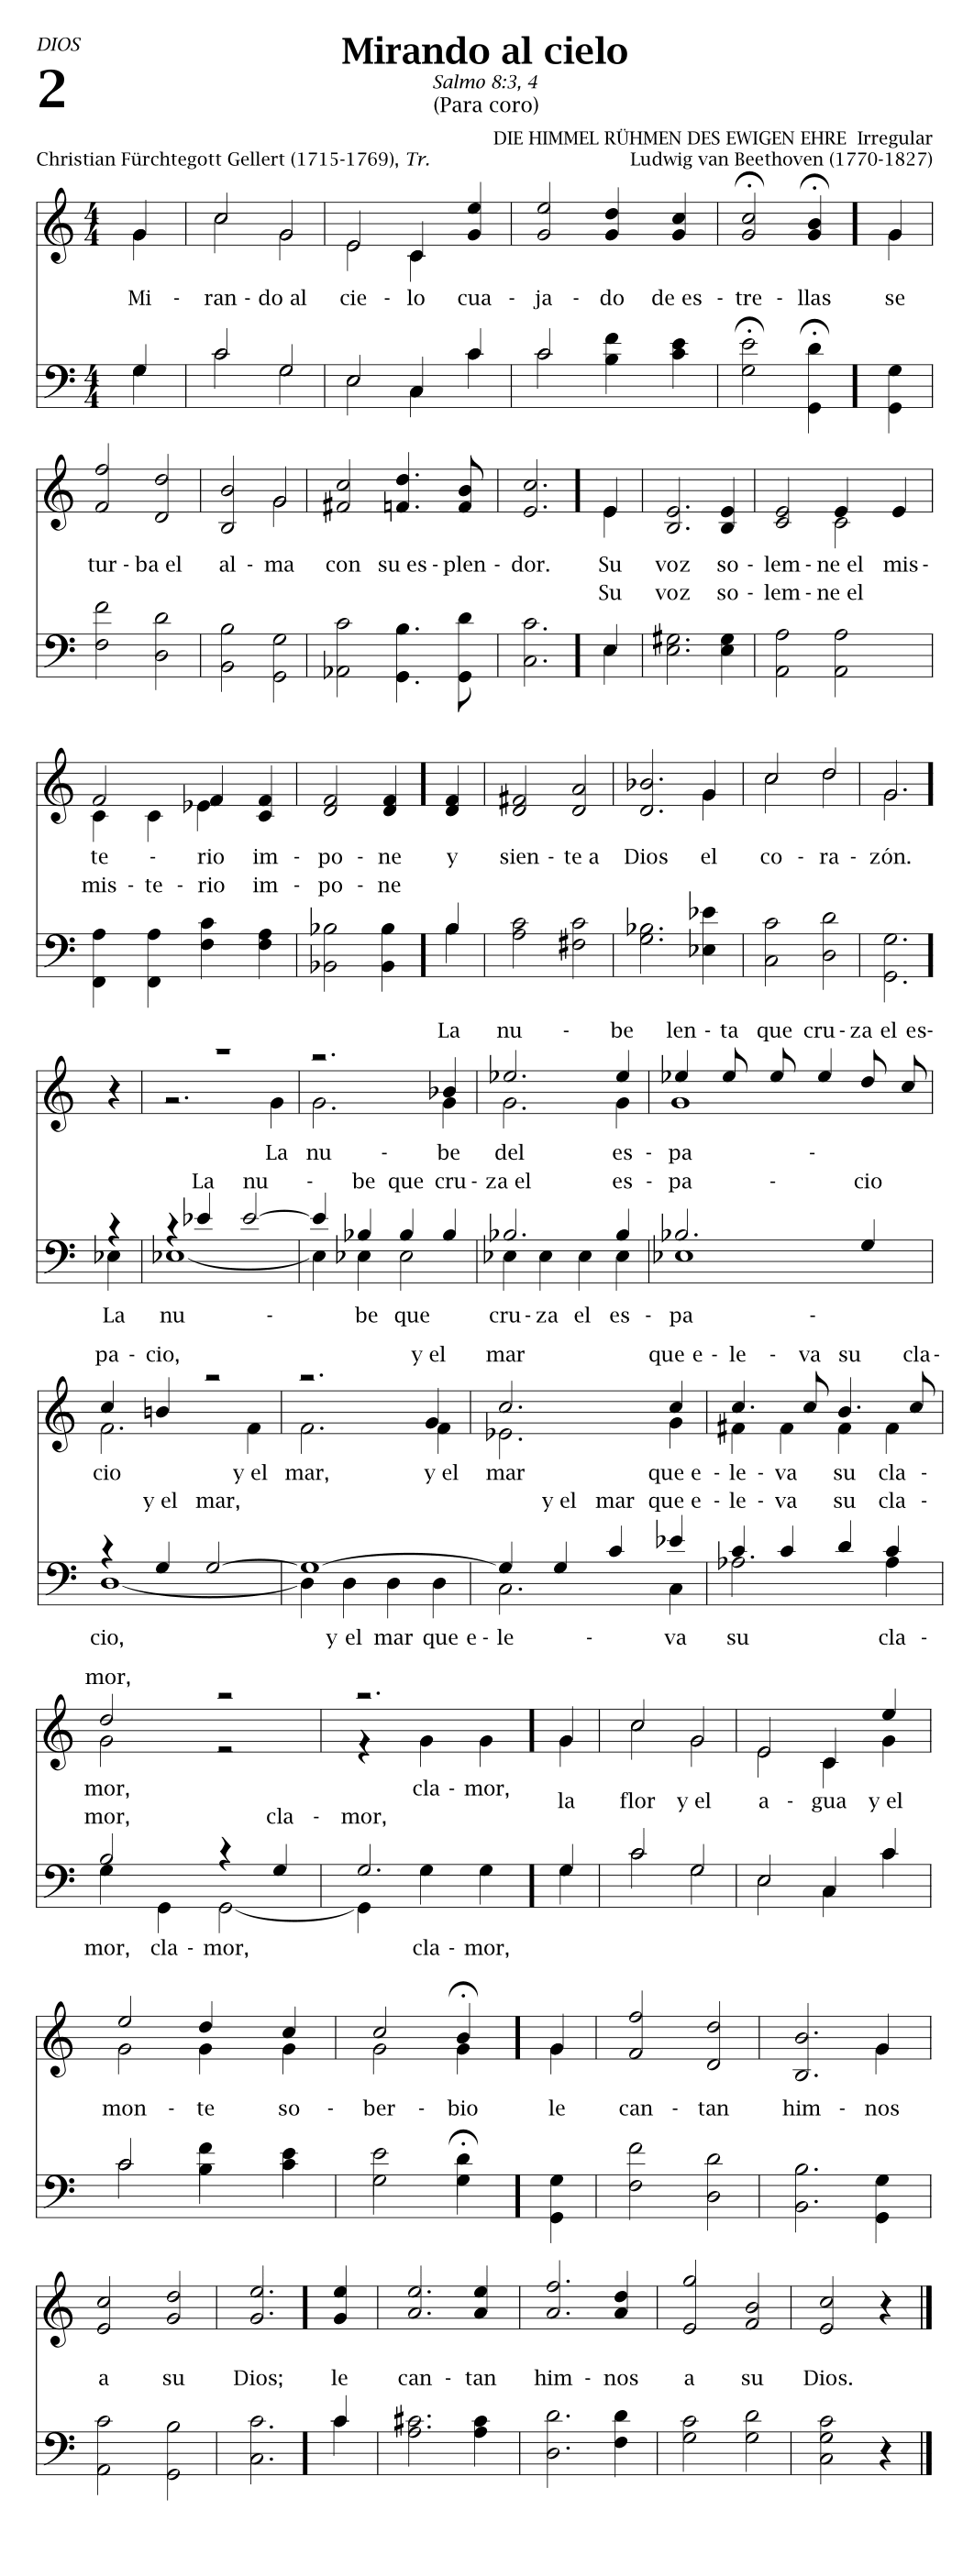 DIOS
Mirando al cielo
2
Salmo 8:3, 4
(Para coro)
DIE HIMMEL RÜHMEN DES EWIGEN EHRE Irregular
Christian Fürchtegott Gellert (1715-1769), Tr.
Ludwig van Beethoven (1770-1827)
4 4
Mi - ran - do al cie - lo cua - ja - do de es - tre - llas se
4 4
tur - ba el al - ma con su es - plen - dor. Su voz so - lem - ne el mis -
Su voz so - lem - ne el
te - rio im - po - ne y sien - te a Dios el co - ra - zón.
mis - te - rio im - po - ne
La nu - be len - ta que cru - za el es-
La nu - be del es - pa -
La nu - be que cru - za el es - pa - cio
La nu - be que cru - za el es - pa -
pa - cio, y el mar que e - le - va su cla -
cio y el mar, y el mar que e - le - va su cla -
y el mar, y el mar que e - le - va su cla -
cio, y el mar que e - le - va su cla -
mor,
mor, cla - mor, la flor y el a - gua y el
mor, cla - mor,
mor, cla - mor, cla - mor,
mon - te so - ber - bio le can - tan him - nos
a su Dios; le can - tan him - nos a su Dios.